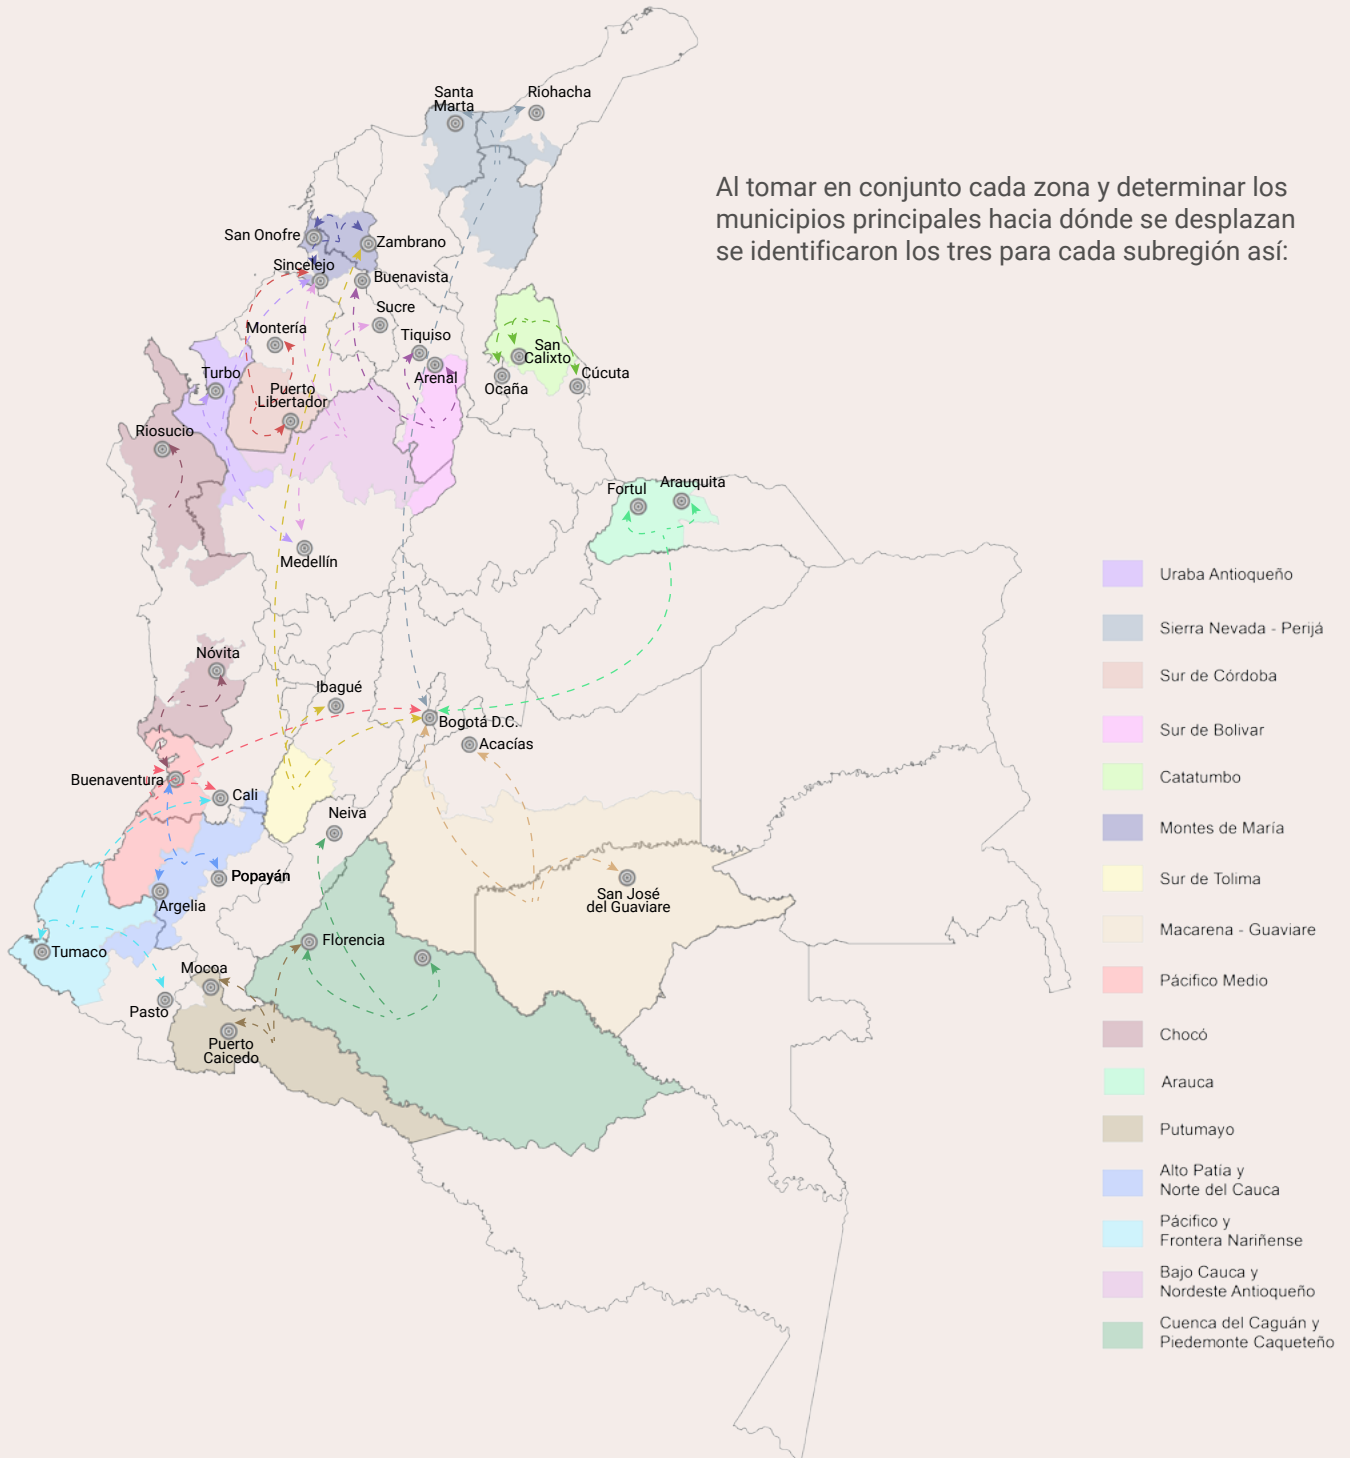 Santa
Marta
Riohacha
Al tomar en conjunto cada zona y determinar los
municipios principales hacia dónde se desplazan
se identificaron los tres para cada subregión así:
San Onofre
Zambrano
Sincelejo
Buenavista
Sucre
Montería
Tiquiso
San
Calixto
Arenal
Turbo
Ocaña
Cúcuta
Puerto
Libertador
Riosucio
Fortul
Arauquita
Medellín
Nóvita
Ibagué
Bogotá D.C.
Acacías
Buenaventura
Cali
Neiva
Popayán
Argelia
San José
del Guaviare
Florencia
Tumaco
Mocoa
Pasto
Puerto
Caicedo
Uraba Antioqueño
Sierra Nevada - Perijá
Sur de Córdoba
Sur de Bolivar
Catatumbo
Montes de María
Sur de Tolima
Macarena - Guaviare
Pácifico Medio
Chocó
Arauca
Putumayo
Alto Patía y
Norte del Cauca
Pácifico y
Frontera Nariñense
Bajo Cauca y
Nordeste Antioqueño
Cuenca del Caguán y
Piedemonte Caqueteño